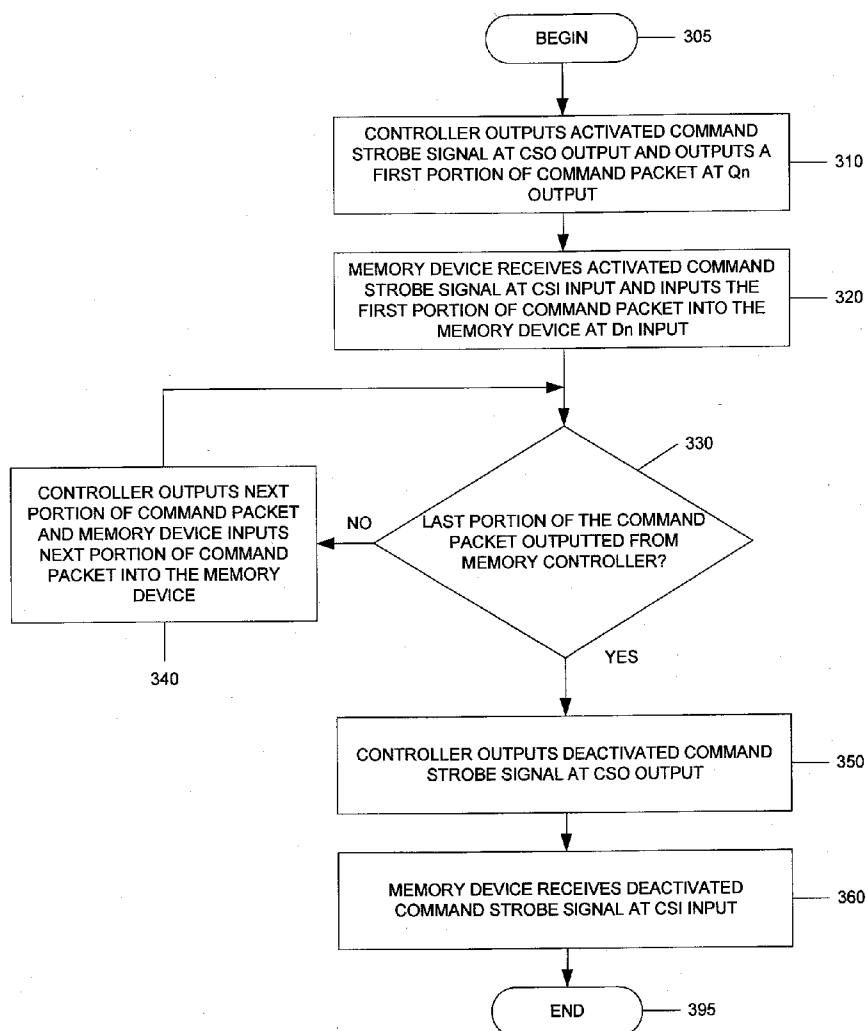 BEGIN
305
CONTROLLER OUTPUTS ACTIVATED COMMAND
STROBE SIGNAL AT CSO OUTPUT AND OUTPUTS A
FIRST PORTION OF COMMAND PACKET AT Qn
OUTPUT
310
MEMORY DEVICE RECEIVES ACTIVATED COMMAND
STROBE SIGNAL AT CSI INPUT AND INPUTS THE
FIRST PORTION OF COMMAND PACKET INTO THE
MEMORY DEVICE AT Dn INPUT
320
330
LAST PORTION OF THE COMMAND
PACKET OUTPUTTED FROM
MEMORY CONTROLLER?
NO
CONTROLLER OUTPUTS NEXT
PORTION OF COMMAND PACKET
AND MEMORY DEVICE INPUTS
NEXT PORTION OF COMMAND
PACKET INTO THE MEMORY
DEVICE
340
YES
CONTROLLER OUTPUTS DEACTIVATED COMMAND
STROBE SIGNAL AT CSO OUTPUT
350
MEMORY DEVICE RECEIVES DEACTIVATED
COMMAND STROBE SIGNAL AT CSI INPUT
360
END
395